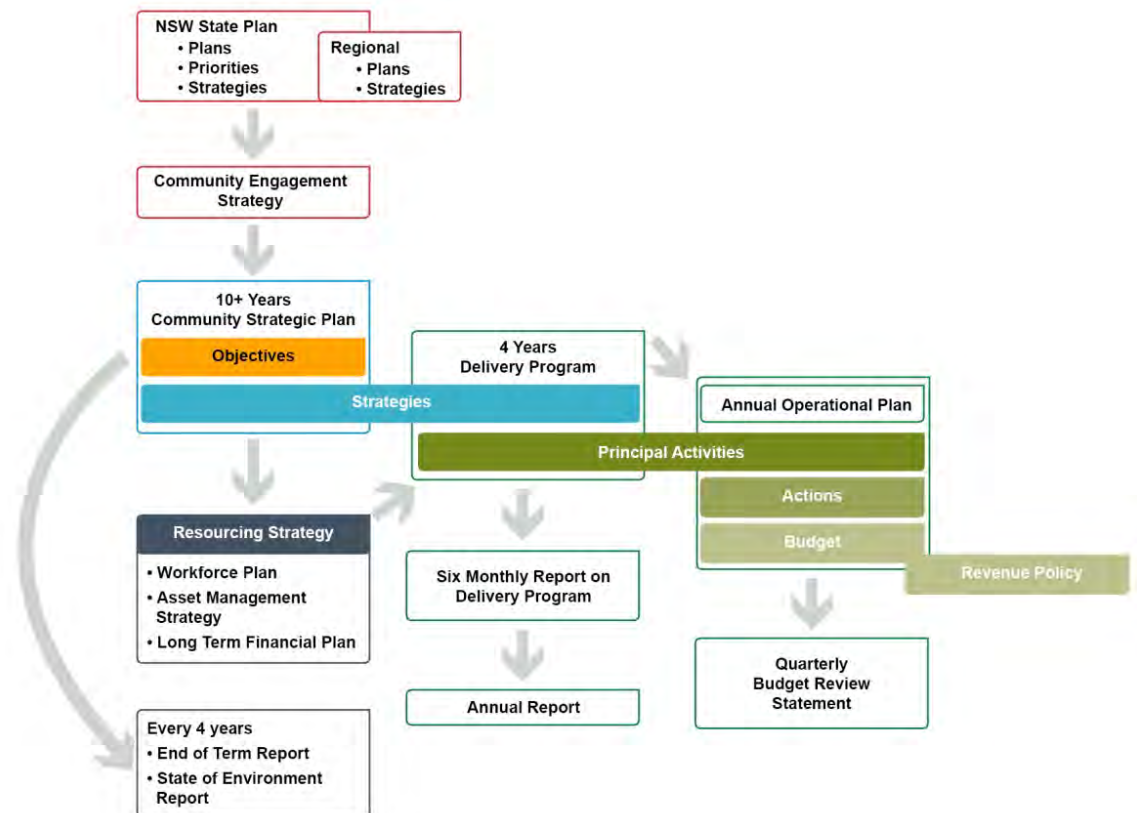 NSW State Plan
• Plans
• Priorities
• Strategies
Regional
• Plans
• Strategies
Community Engagement
Strategy
10+ Years
Community Strategic Plan
Objectives
Strategies
4 Years
Delivery Program
Annual Operational Plan
Principal Activities
Actions
Budget
Revenue Policy
Resourcing Strategy
• Workforce Plan
• Asset Management
Strategy
• Long Term Financial Plan
Six Monthly Report on
Delivery Program
Annual Report
Quarterly
Budget Review
Statement
Every 4 years
• End of Term Report
• State of Environment
Report